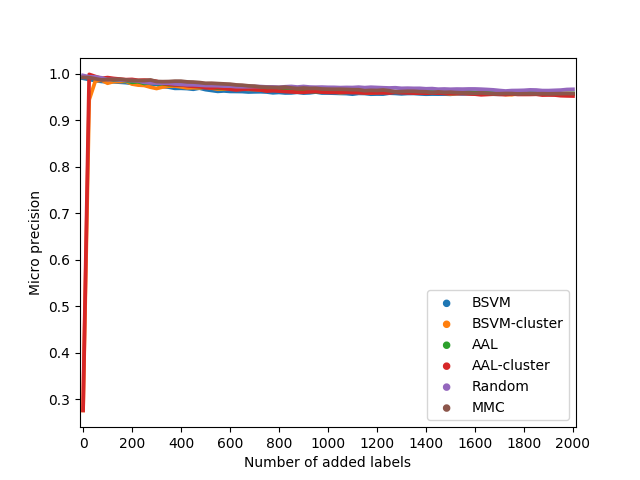 1.0
0.9
0.8
0.7
0.6
0.5
0.4
0.3
Micro precision
0 200 400 600 800 1000 1200 1400 1600 1800 2000
Number of added labels
BSVM
BSVM-cluster
AAL
AAL-cluster
Random
MMC